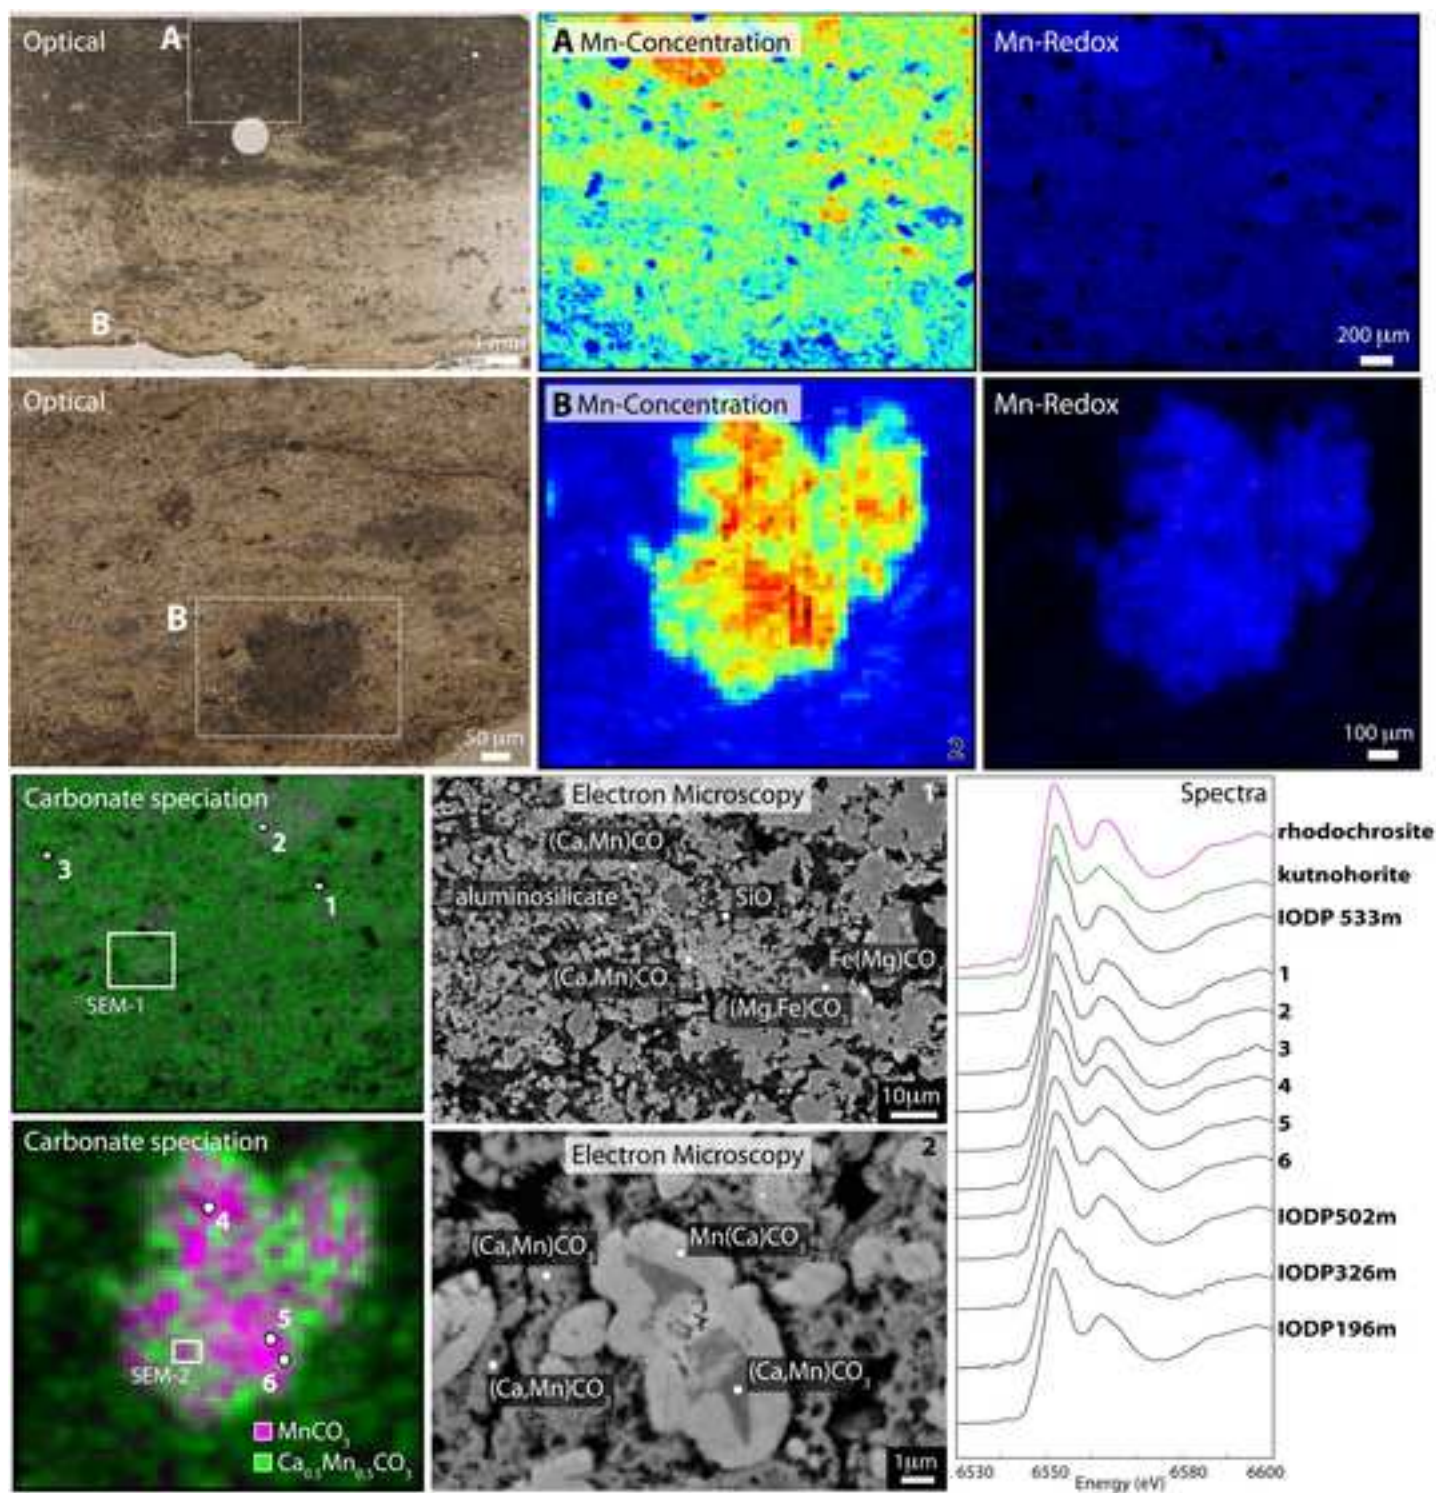 Optical
A
B
1 mm
A Mn-Concentration
Mn-Redox
200 μm
Optical
B
50 μm
B Mn-Concentration
2
Mn-Redox
100 μm
Carbonate speciation
2
3
1
SEM-1
Electron Microscopy
1
(Ca,Mn)CO
aluminosilicate
SiO
(Ca,Mn)CO
Fe(Mg)CO
(Mg,Fe)CO3
10μm
Carbonate speciation
4
5
SEM-2
6
MnCO3
Ca0.5Mn0.5CO3
Electron Microscopy
2
(Ca,Mn)CO3
Mn(Ca)CO3
(Ca,Mn)CO3
(Ca,Mn)CO3
1μm
Spectra
rhodochrosite
kutnohorite
IODP 533m
1
2
3
4
5
6
IODP502m
IODP326m
IODP196m
6530 6550 6580 6600
Energy (eV)